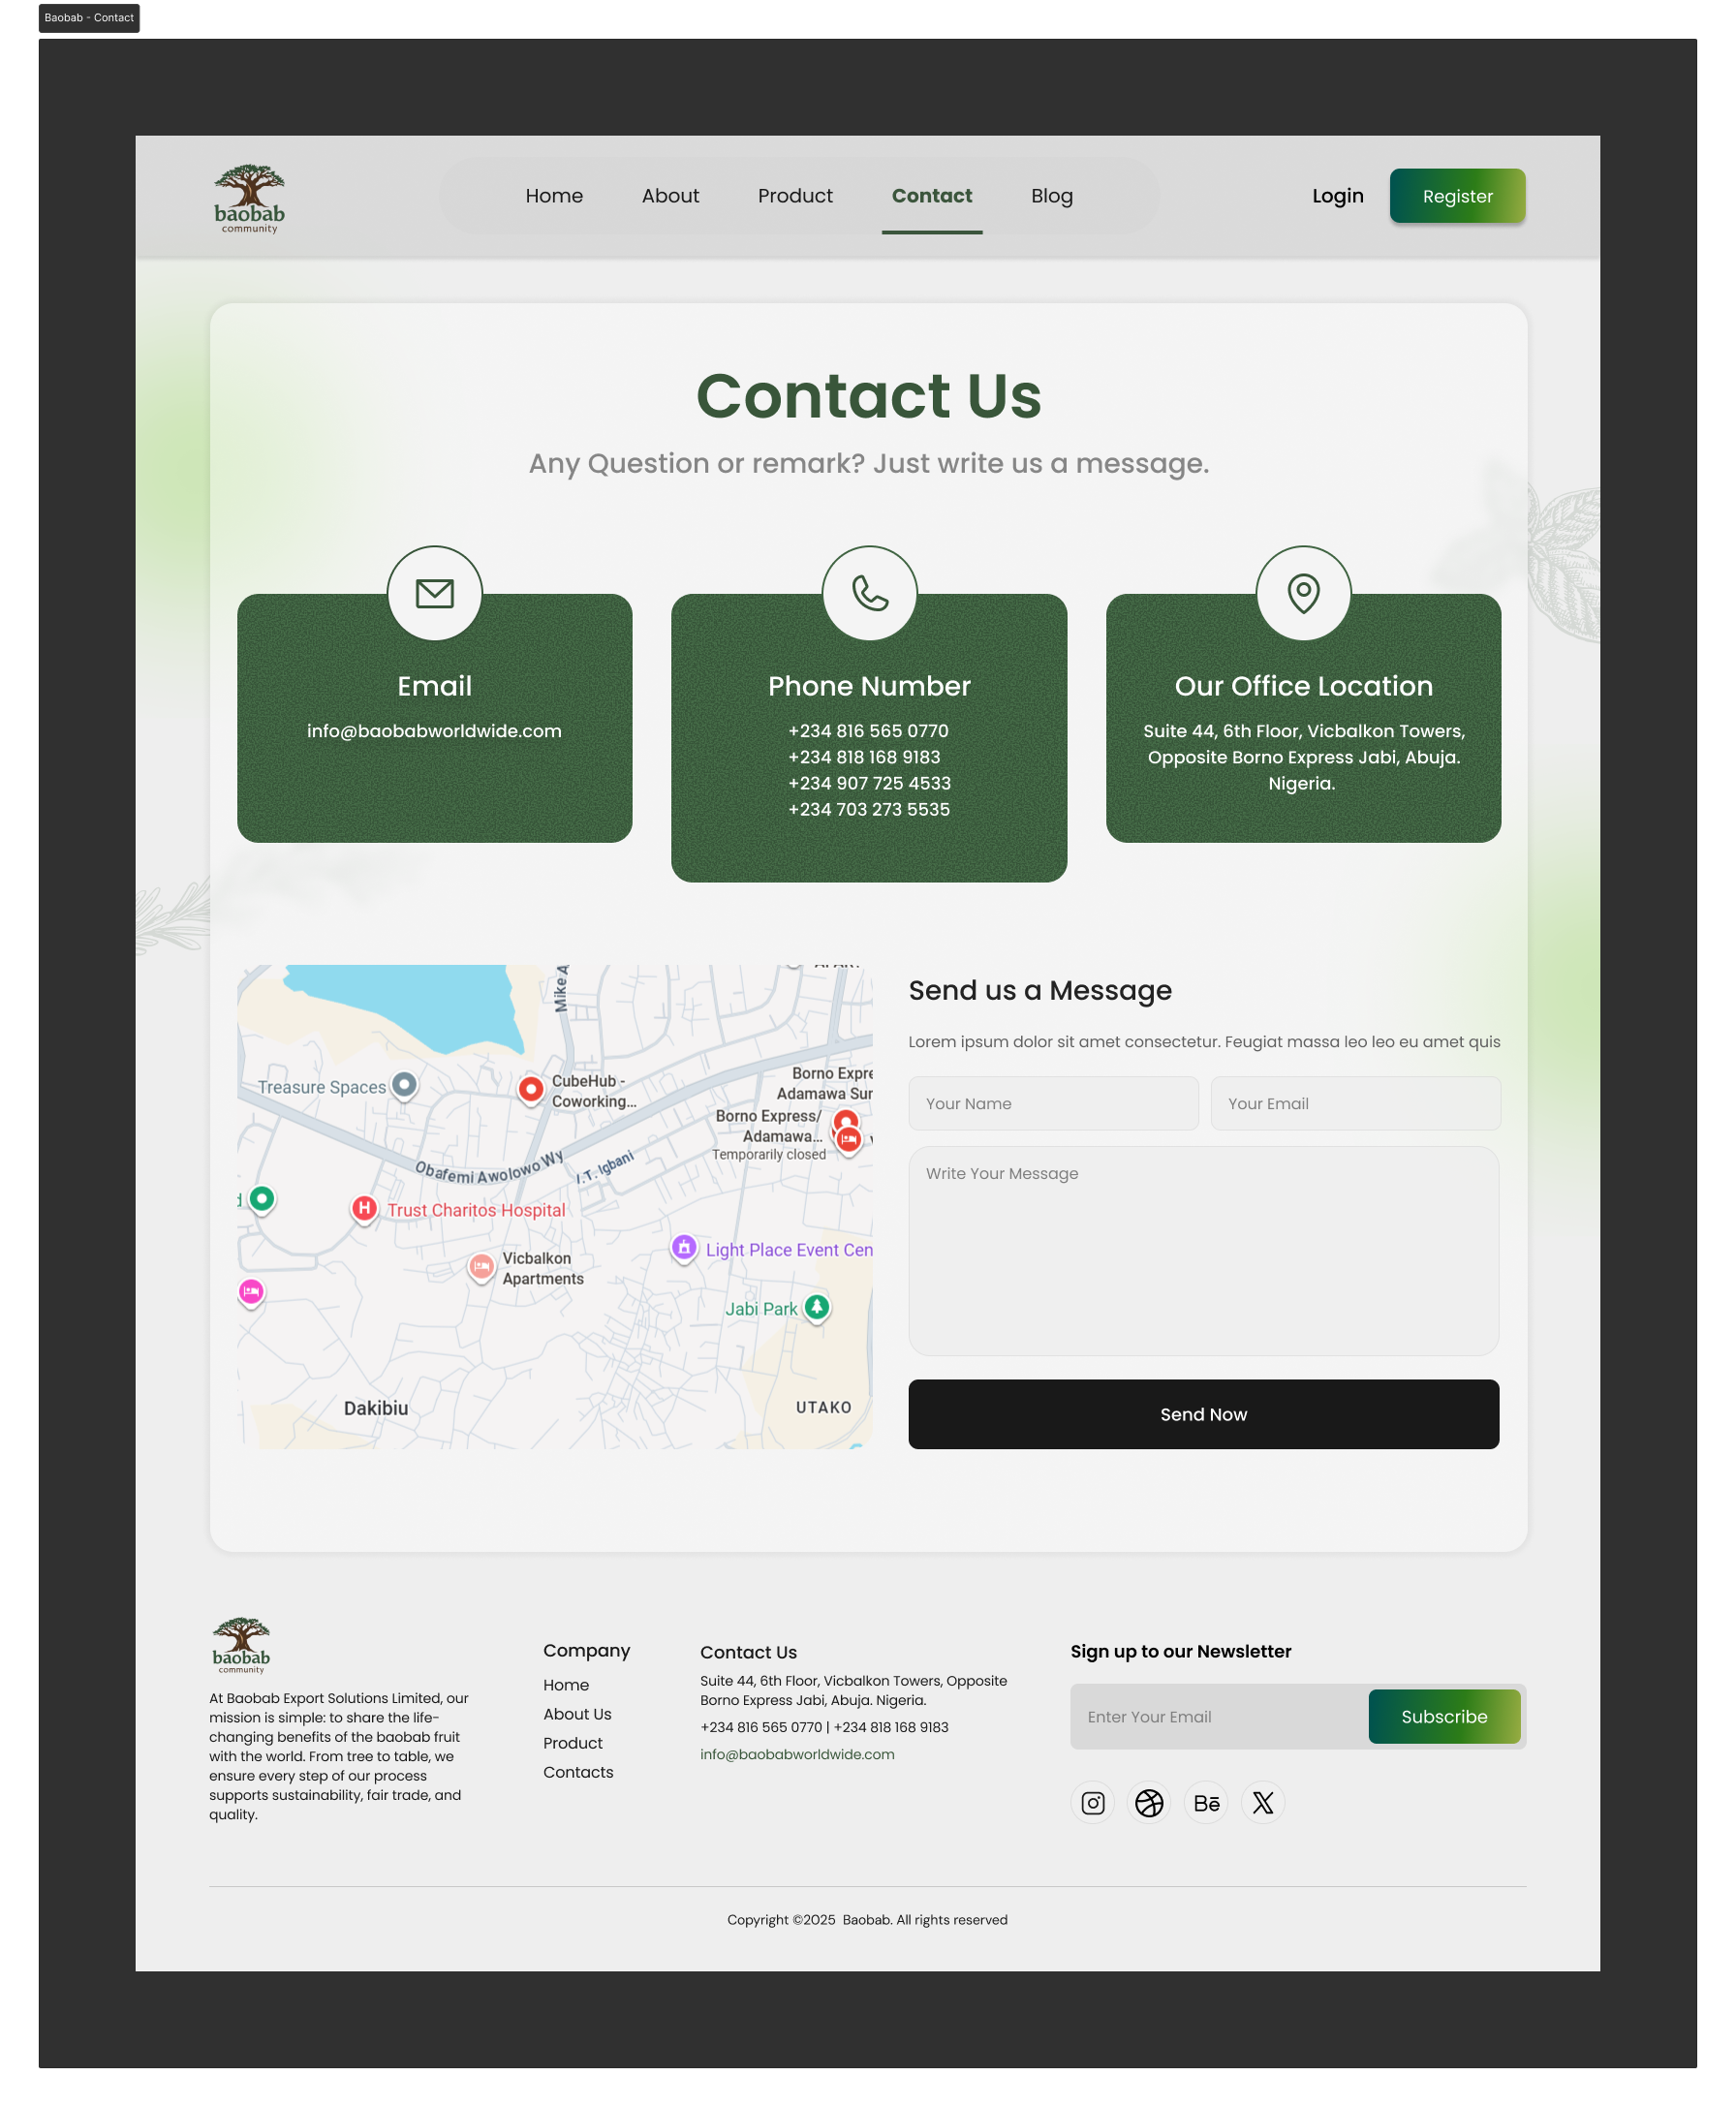 Baobab - Contact
baobab
community
Home
About
Product
Contact
Blog
Login
Register
Contact Us
Any Question or remark? Just write us a message.
Email
info@baobabworldwide.com
Phone Number
+234 816 565 0770
+234 818 168 9183
+234 907 725 4533
+234 703 273 5535
Our Office Location
Suite 44, 6th Floor, Vicbalkon Towers,
Opposite Borno Express Jabi, Abuja.
Nigeria.
Mike A
Treasure Spaces
CubeHub -
Coworking...
Borno Expre
Adamawa Sur
Borno Express/
Adamawa...
Temporarily closed
Obafemi Awolowo Wy
I.T. Igbani
d
H
Trust Charitos Hospital
Vicbalkon
Apartments
Light Place Event Cen
Jabi Park
Dakibiu
UTAKO
Send us a Message
Lorem ipsum dolor sit amet consectetur. Feugiat massa leo leo eu amet quis
Your Name
Your Email
Write Your Message
Send Now
baobab
community
At Baobab Export Solutions Limited, our
mission is simple: to share the life-
changing benefits of the baobab fruit
with the world. From tree to table, we
ensure every step of our process
supports sustainability, fair trade, and
quality.
Company
Home
About Us
Product
Contacts
Contact Us
Suite 44, 6th Floor, Vicbalkon Towers, Opposite
Borno Express Jabi, Abuja. Nigeria.
+234 816 565 0770 | +234 818 168 9183
info@baobabworldwide.com
Sign up to our Newsletter
Enter Your Email
Subscribe
Bē
X
Copyright ©2025 Baobab. All rights reserved